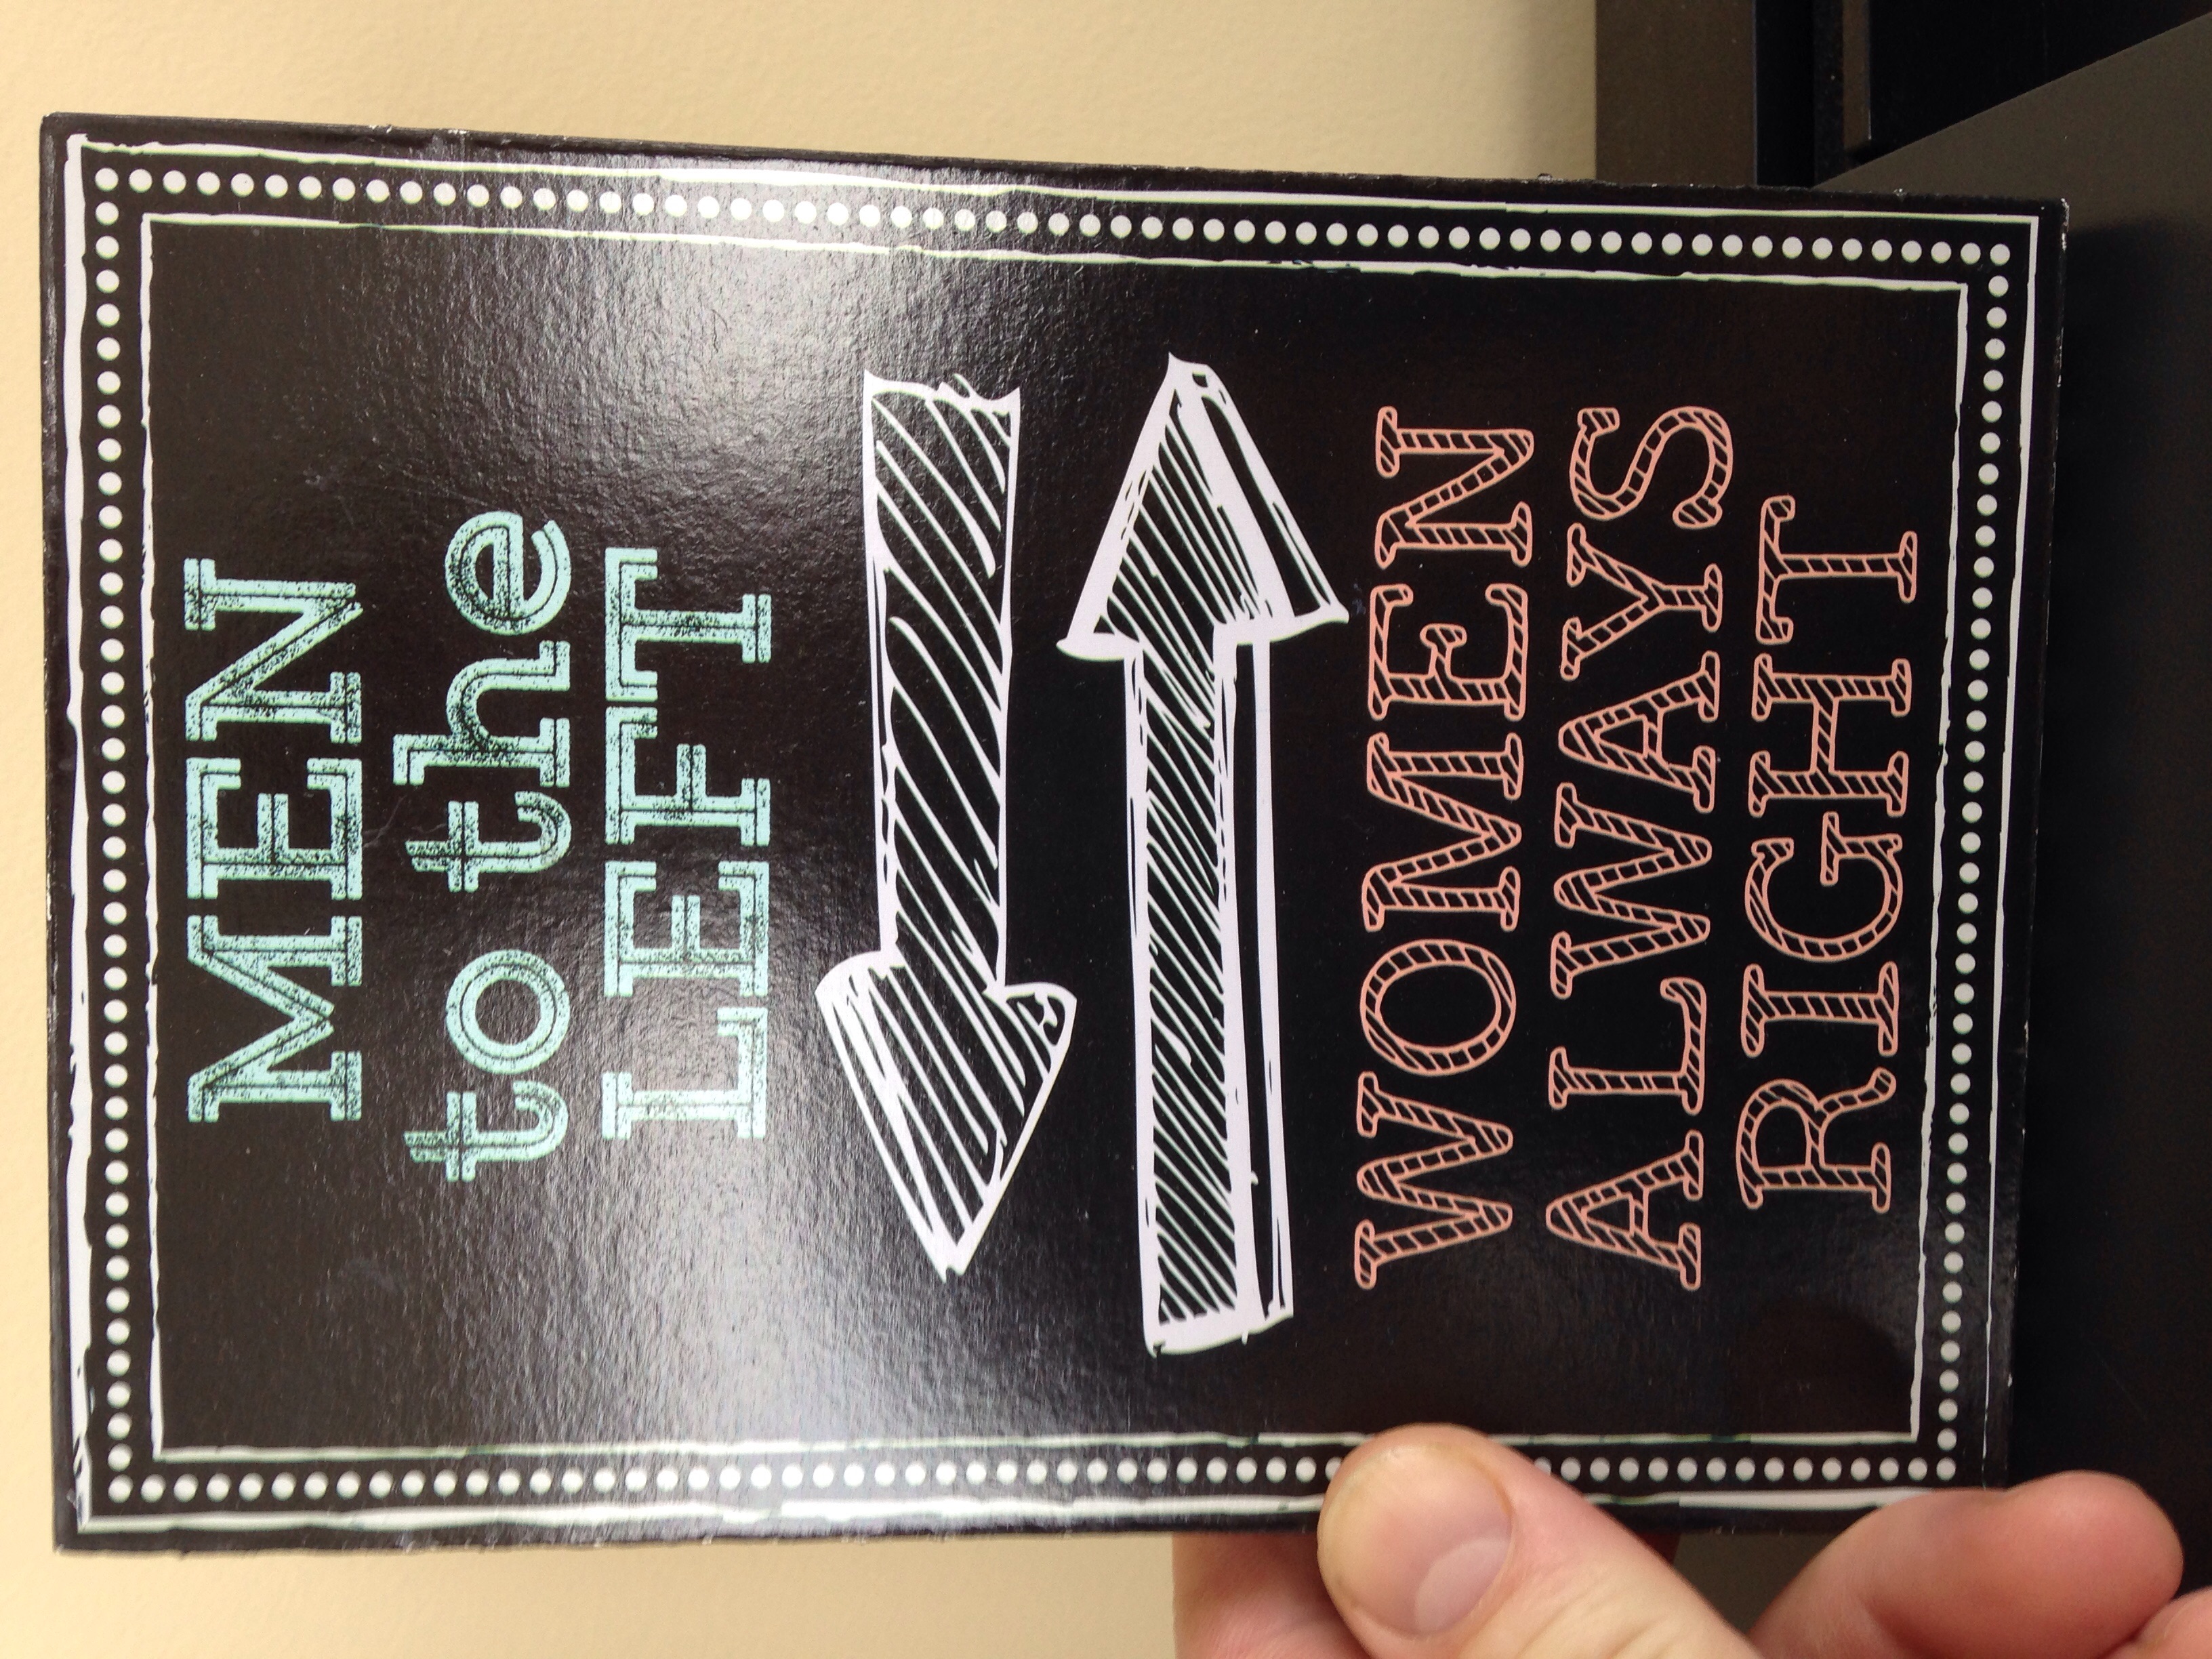 MEN
to the
LEFT
WOMEN
ALWAYS
RIGHT